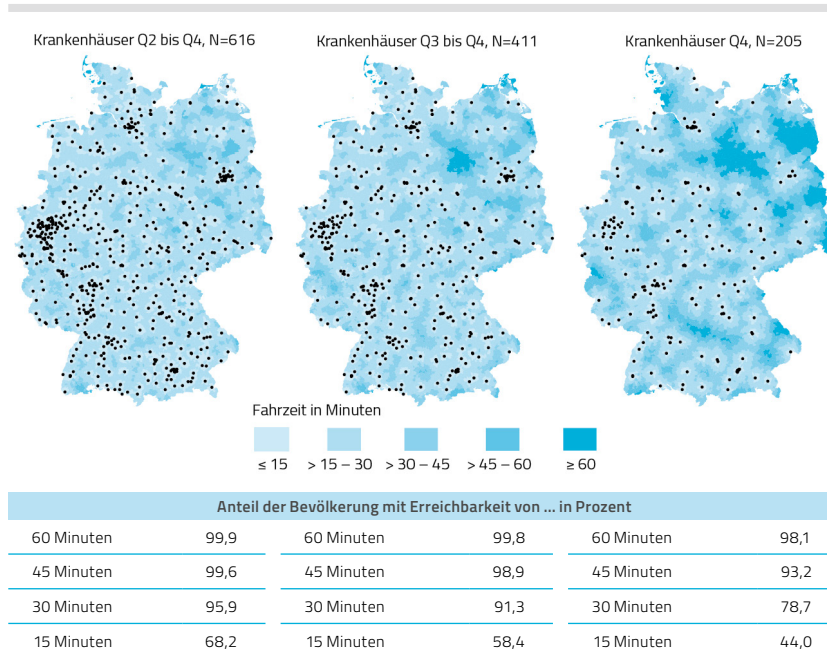 Krankenhäuser Q2 bis Q4, N=616
Krankenhäuser Q3 bis Q4, N=411
Krankenhäuser Q4, N=205
Fahrzeit in Minuten
≤ 15 > 15 – 30 > 30 – 45 > 45 – 60 ≥ 60
Anteil der Bevölkerung mit Erreichbarkeit von ... in Prozent
60 Minuten 99,9 60 Minuten 99,8 60 Minuten 98,1
45 Minuten 99,6 45 Minuten 98,9 45 Minuten 93,2
30 Minuten 95,9 30 Minuten 91,3 30 Minuten 78,7
15 Minuten 68,2 15 Minuten 58,4 15 Minuten 44,0